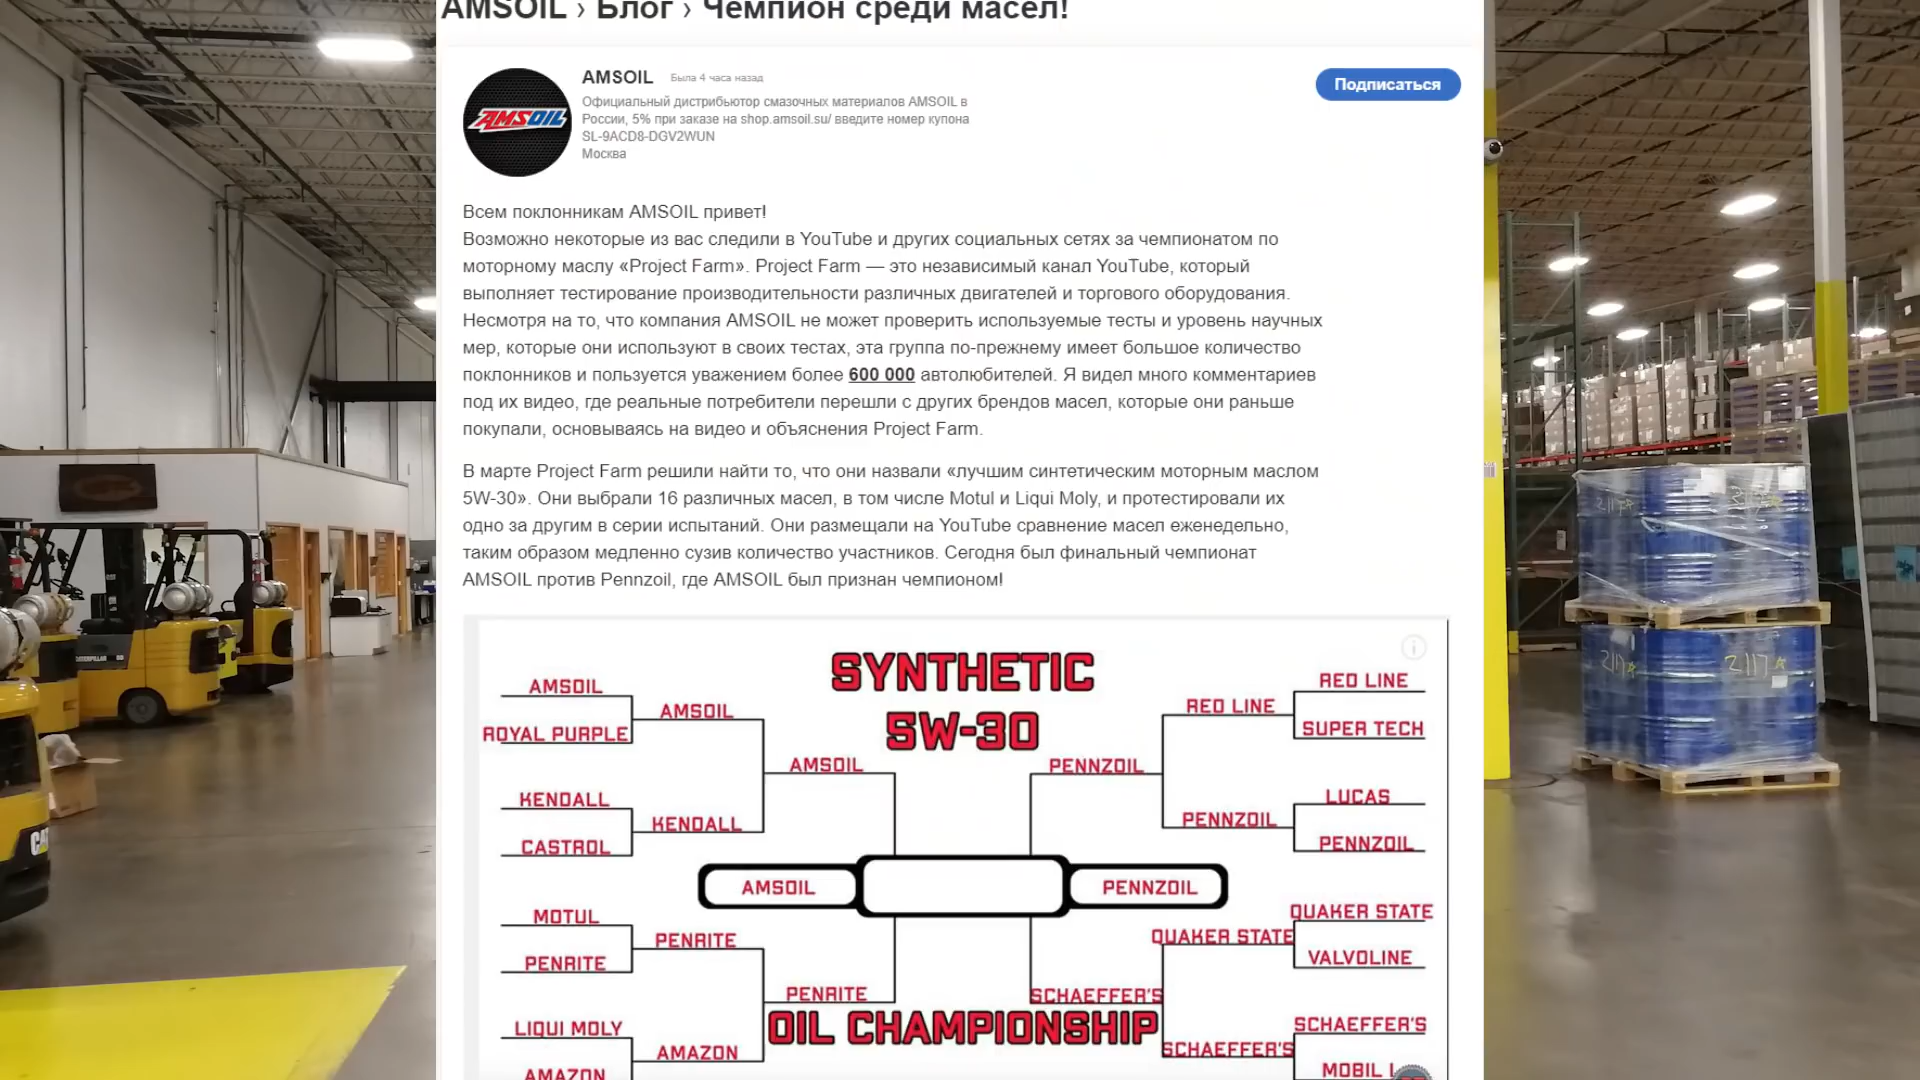 AMSOIL › Блог › Чемпион среди масел!
AMSOIL Была 4 часа назад
Подписаться
AMSOIL
Официальный дистрибьютор смазочных материалов AMSOIL в
России, 5% при заказе на shop.amsoil.su/ введите номер купона
SL-9ACD8-DGV2WUN
Москва
Всем поклонникам AMSOIL привет!
Возможно некоторые из вас следили в YouTube и других социальных сетях за чемпионатом по
моторному маслу «Project Farm». Project Farm — это независимый канал YouTube, который
выполняет тестирование производительности различных двигателей и торгового оборудования.
Несмотря на то, что компания AMSOIL не может проверить используемые тесты и уровень научных
мер, которые они используют в своих тестах, эта группа по-прежнему имеет большое количество
поклонников и пользуется уважением более 600 000 автолюбителей. Я видел много комментариев
под их видео, где реальные потребители перешли с других брендов масел, которые они раньше
покупали, основываясь на видео и объяснения Project Farm.
В марте Project Farm решили найти то, что они назвали «лучшим синтетическим моторным маслом
5W-30». Они выбрали 16 различных масел, в том числе Motul и Liqui Moly, и протестировали их
одно за другим в серии испытаний. Они размещали на YouTube сравнение масел еженедельно,
таким образом медленно сузив количество участников. Сегодня был финальный чемпионат
AMSOIL против Pennzoil, где AMSOIL был признан чемпионом!
SYNTHETIC
5W-30
AMSOIL
ROYAL PURPLE
AMSOIL
AMSOIL
KENDALL
CASTROL
KENDALL
AMSOIL
MOTUL
PENRITE
PENRITE
PENRITE
LIQUI MOLY
AMAZON
AMAZON
RED LINE
SUPER TECH
RED LINE
PENNZOIL
LUCAS
PENNZOIL
PENNZOIL
PENNZOIL
QUAKER STATE
VALVOLINE
QUAKER STATE
SCHAEFFER'S
SCHAEFFER'S
SCHAEFFER'S
MOBIL 1
OIL CHAMPIONSHIP
CATERPILLAR
CAT
2117
2117
2117